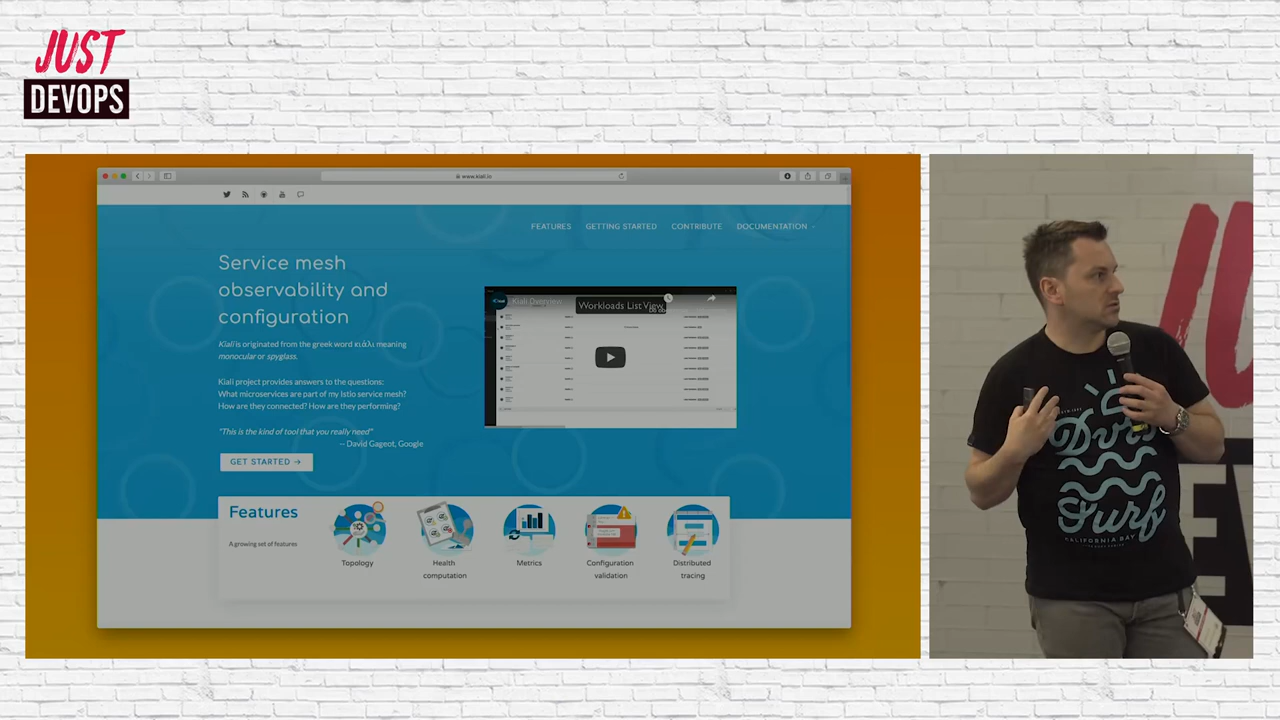 JUST
DEVOPS
www.kiali.io
FEATURES GETTING STARTED CONTRIBUTE DOCUMENTATION
Service mesh
observability and
configuration
Kiali is originated from the greek word κιάλι meaning
monocular or spyglass.
Kiali project provides answers to the questions:
What microservices are part of my Istio service mesh?
How are they connected? How are they performing?
"This is the kind of tool that you really need"
-- David Gageot, Google
GET STARTED →
kiali
Kiali Overview
Workloads List View
Features
A growing set of features
Topology
Health
computation
Metrics
Configuration
validation
Distributed
tracing
Surf
KALIFORNIA BAY